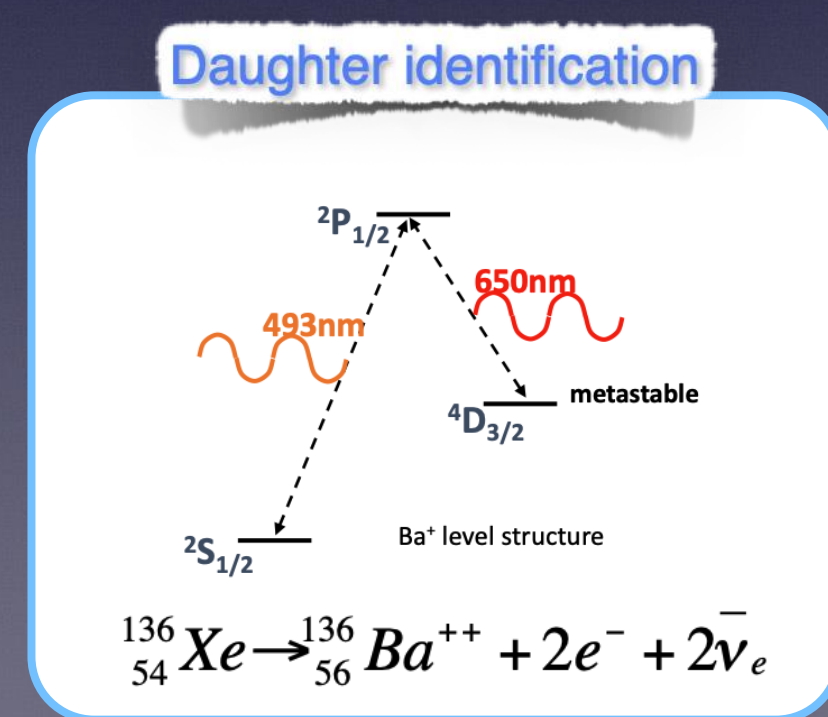 Daughter identification
²P₁/₂
650nm
493nm
metastable
⁴D₃/₂
²S₁/₂
Ba⁺ level structure
¹³⁶₅₄Xe→¹³⁶₅₆Ba⁺⁺ + 2e⁻ + 2ν̅ₑ